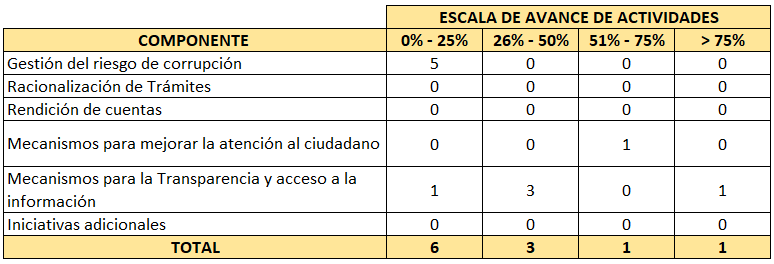 ESCALA DE AVANCE DE ACTIVIDADES
COMPONENTE 0% - 25% 26% - 50% 51% - 75% > 75%
Gestión del riesgo de corrupción 5 0 0 0
Racionalización de Trámites 0 0 0 0
Rendición de cuentas 0 0 0 0
Mecanismos para mejorar la atención al ciudadano 0 0 1 0
Mecanismos para la Transparencia y acceso a la
información 1 3 0 1
Iniciativas adicionales 0 0 0 0
TOTAL 6 3 1 1